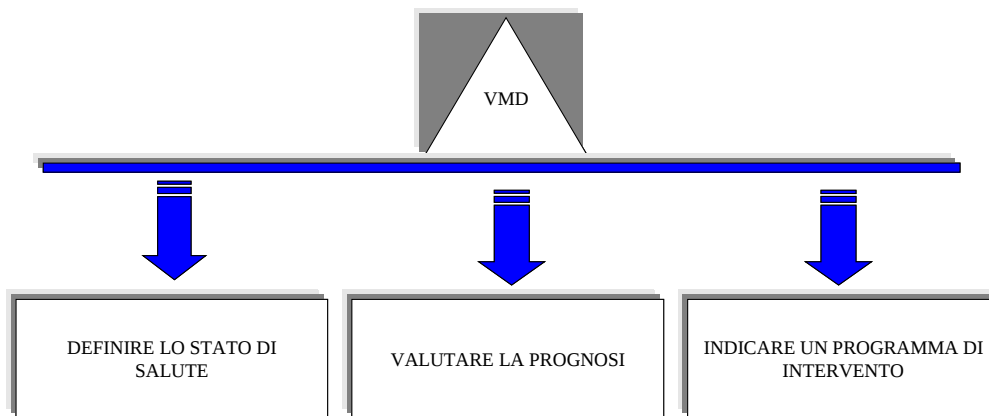 VMD
DEFINIRE LO STATO DI
SALUTE
VALUTARE LA PROGNOSI
INDICARE UN PROGRAMMA DI
INTERVENTO